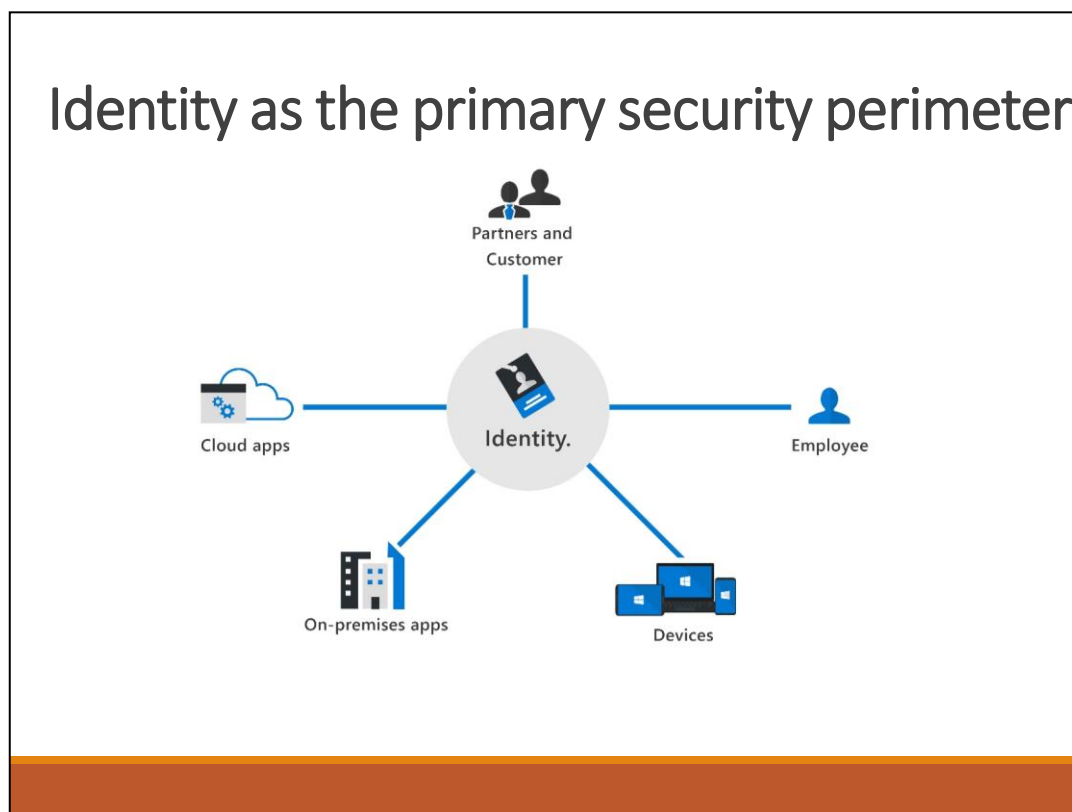 Identity as the primary security perimeter
Partners and
Customer
Identity.
Cloud apps
Employee
On-premises apps
Devices